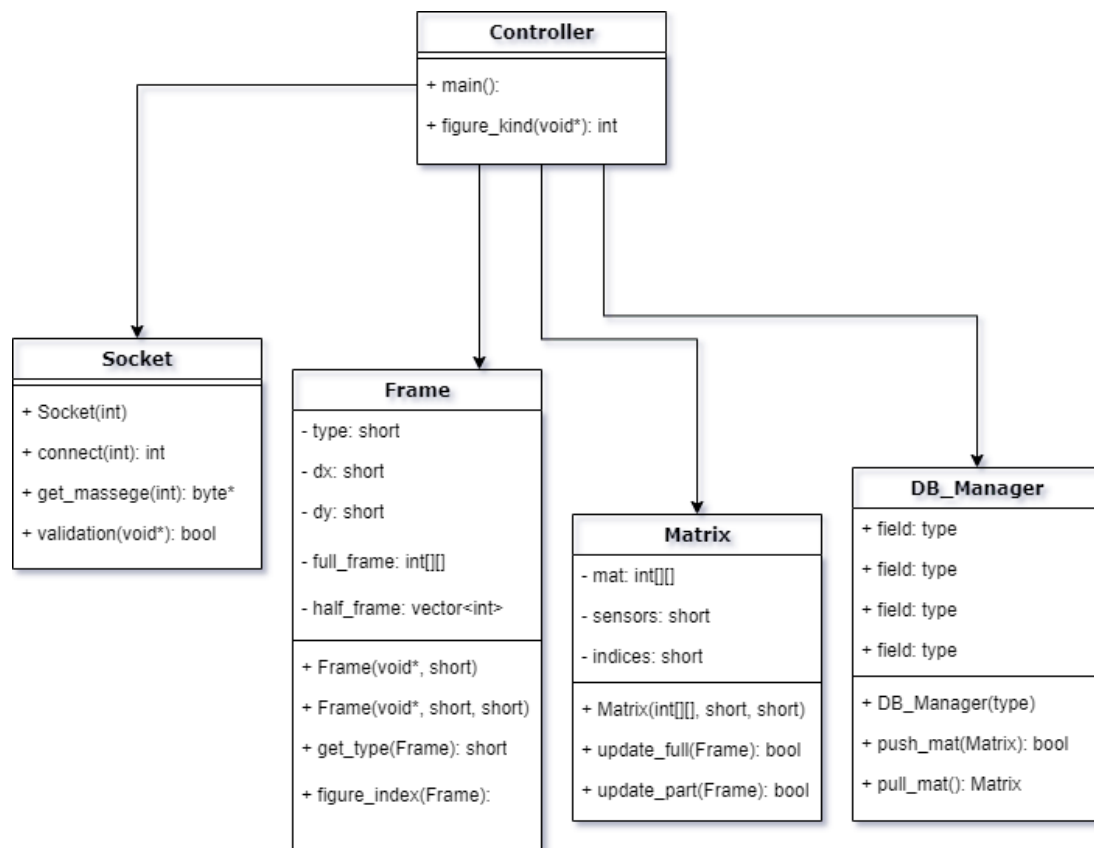 Controller
+ main():
+ figure_kind(void*): int
Socket
+ Socket(int)
+ connect(int): int
+ get_massege(int): byte*
+ validation(void*): bool
Frame
- type: short
- dx: short
- dy: short
- full_frame: int[][]
- half_frame: vector<int>
+ Frame(void*, short)
+ Frame(void*, short, short)
+ get_type(Frame): short
+ figure_index(Frame):
Matrix
- mat: int[][]
- sensors: short
- indices: short
+ Matrix(int[][], short, short)
+ update_full(Frame): bool
+ update_part(Frame): bool
DB_Manager
+ field: type
+ field: type
+ field: type
+ field: type
+ DB_Manager(type)
+ push_mat(Matrix): bool
+ pull_mat(): Matrix